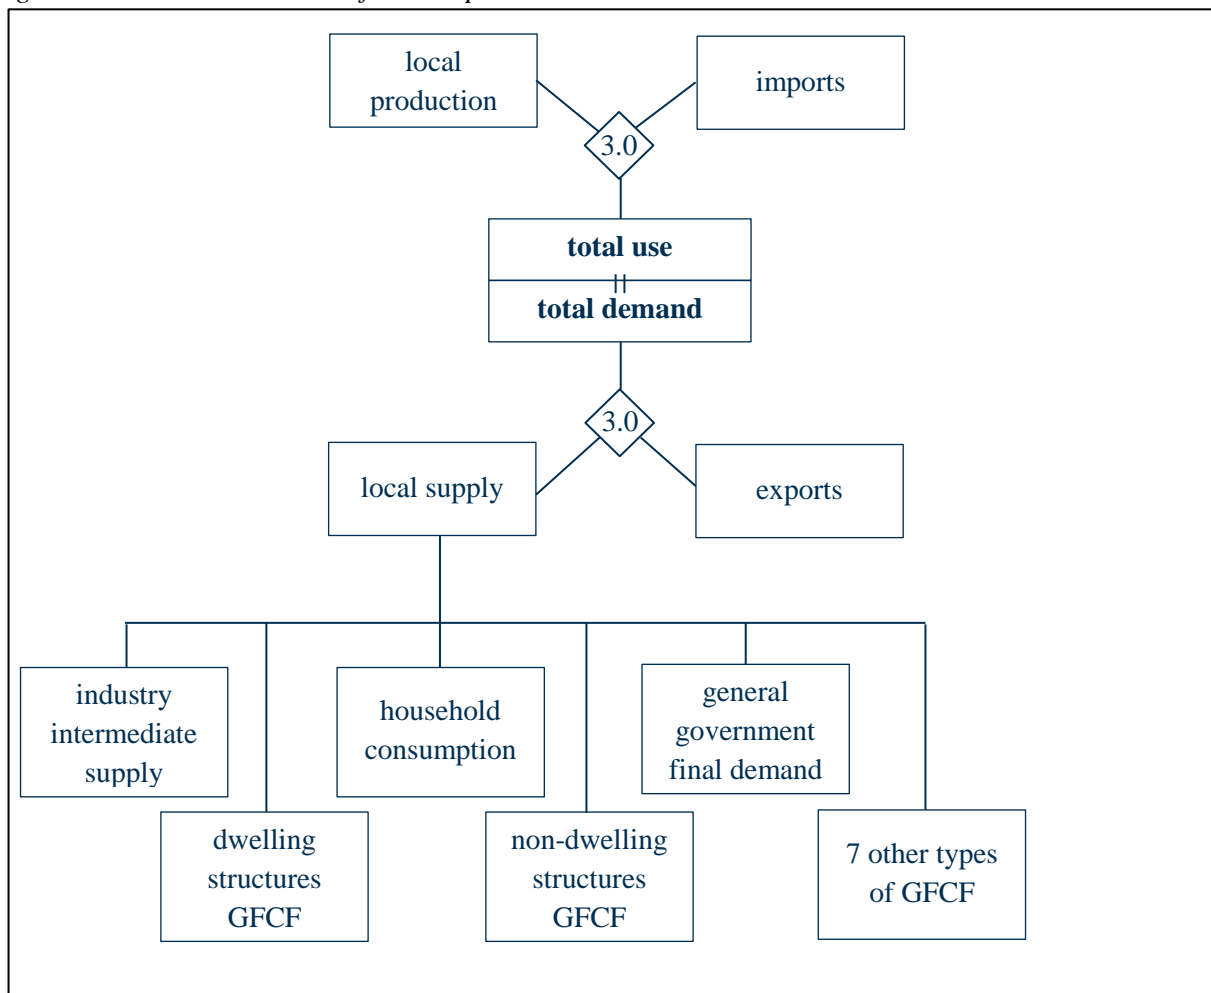 local
production
imports
3.0
total use
total demand
3.0
local supply
exports
industry
intermediate
supply
household
consumption
general
government
final demand
dwelling
structures
GFCF
non-dwelling
structures
GFCF
7 other types
of GFCF